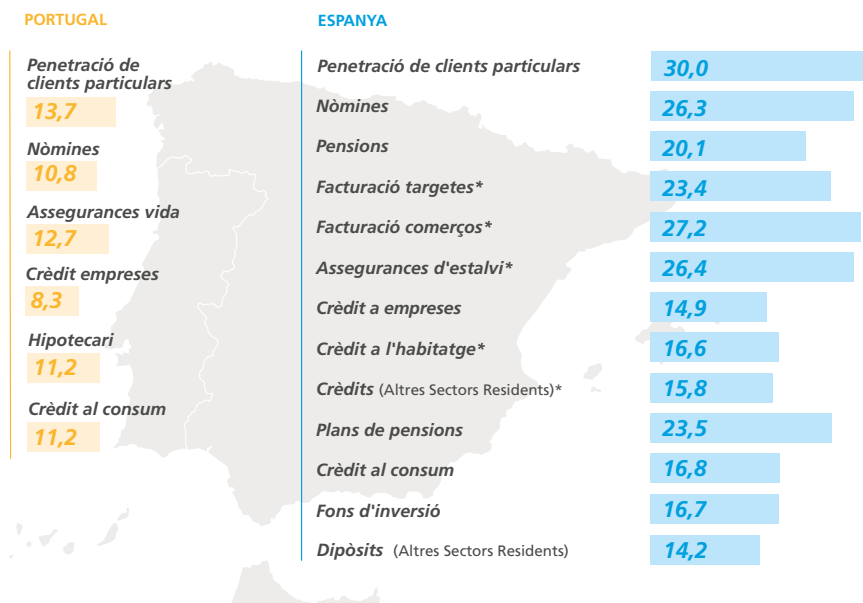 PORTUGAL
Penetració de
clients particulars
13,7
Nòmines
10,8
Assegurances vida
12,7
Crèdit empreses
8,3
Hipotecari
11,2
Crèdit al consum
11,2
ESPANYA
Penetració de clients particulars 30,0
Nòmines 26,3
Pensions 20,1
Facturació targetes* 23,4
Facturació comerços* 27,2
Assegurances d'estalvi* 26,4
Crèdit a empreses 14,9
Crèdit a l'habitatge* 16,6
Crèdits (Altres Sectors Residents)* 15,8
Plans de pensions 23,5
Crèdit al consum 16,8
Fons d'inversió 16,7
Dipòsits (Altres Sectors Residents) 14,2